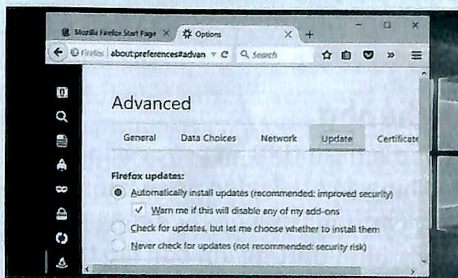 Mozilla Firefox Start Page × Options × +
Firefox about:preferences#advan C Search
Advanced
General Data Choices Network Update Certificate
Firefox updates:
Automatically install updates (recommended: improved security)
Warn me if this will disable any of my add-ons
Check for updates, but let me choose whether to install them
Never check for updates (not recommended: security risk)